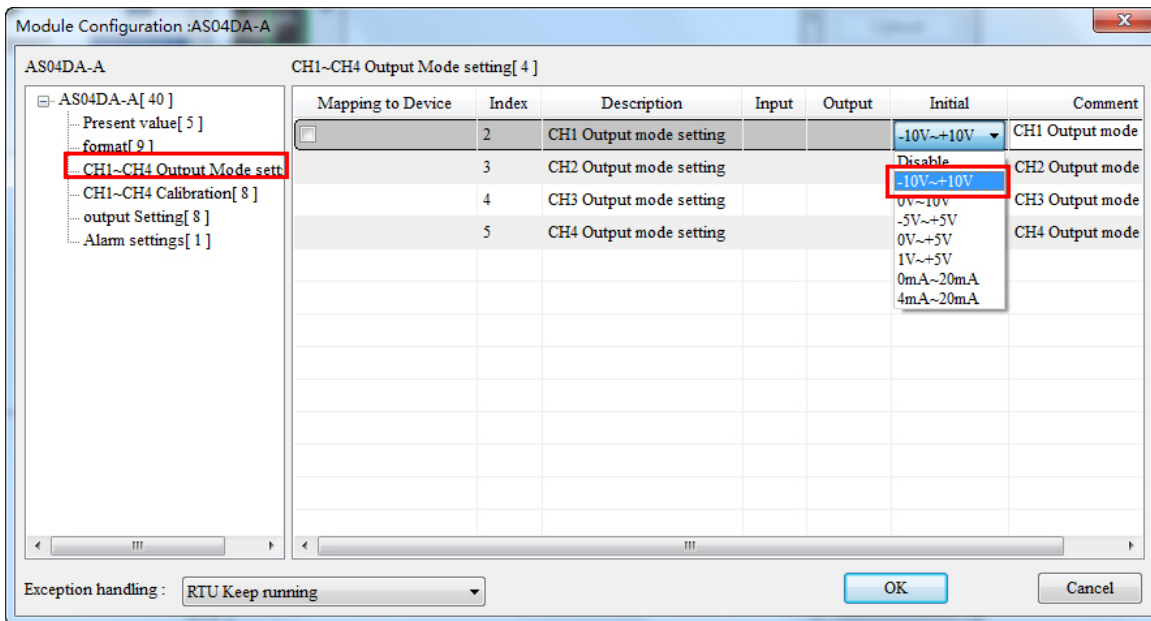 Module Configuration :AS04DA-A
AS04DA-A
CH1~CH4 Output Mode setting[ 4 ]
AS04DA-A[ 40 ]
Present value[ 5 ]
format[ 9 ]
CH1~CH4 Output Mode sett
CH1~CH4 Calibration[ 8 ]
output Setting[ 8 ]
Alarm settings[ 1 ]
Mapping to Device Index Description Input Output Initial Comment
2 CH1 Output mode setting -10V~+10V CH1 Output mode
3 CH2 Output mode setting CH2 Output mode
4 CH3 Output mode setting CH3 Output mode
5 CH4 Output mode setting CH4 Output mode
Disable
-10V~+10V
0V~10V
-5V~+5V
0V~+5V
1V~+5V
0mA~20mA
4mA~20mA
Exception handling : RTU Keep running
OK Cancel